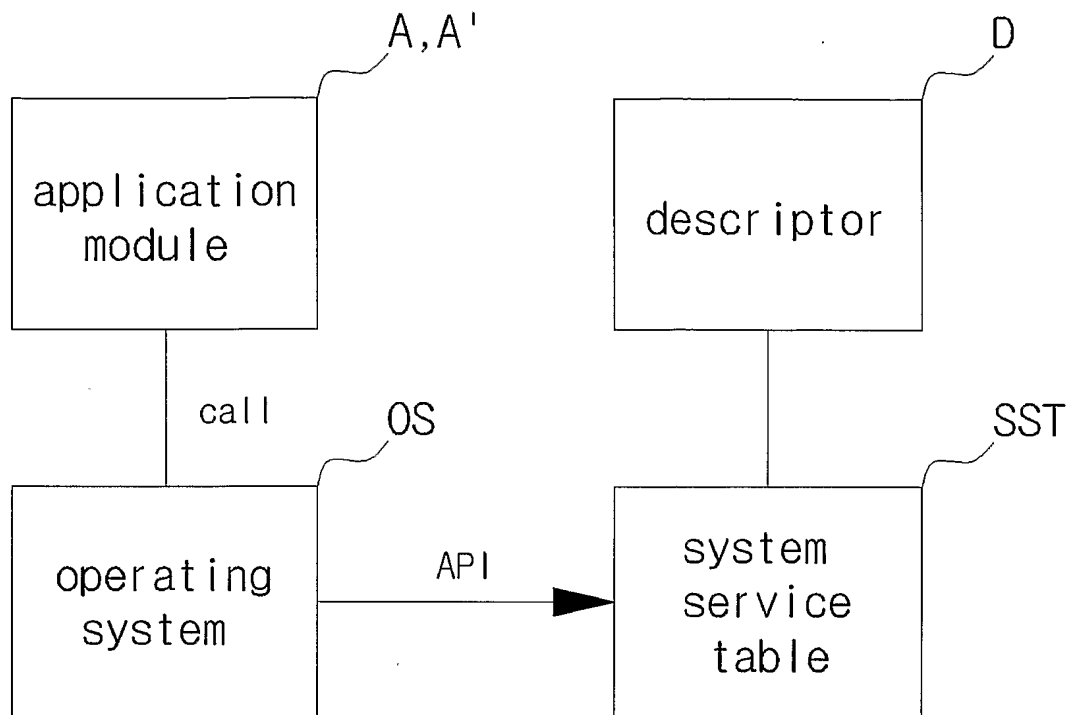 A,A'
D
application
module
descriptor
call
OS
SST
operating
system
API
system
service
table